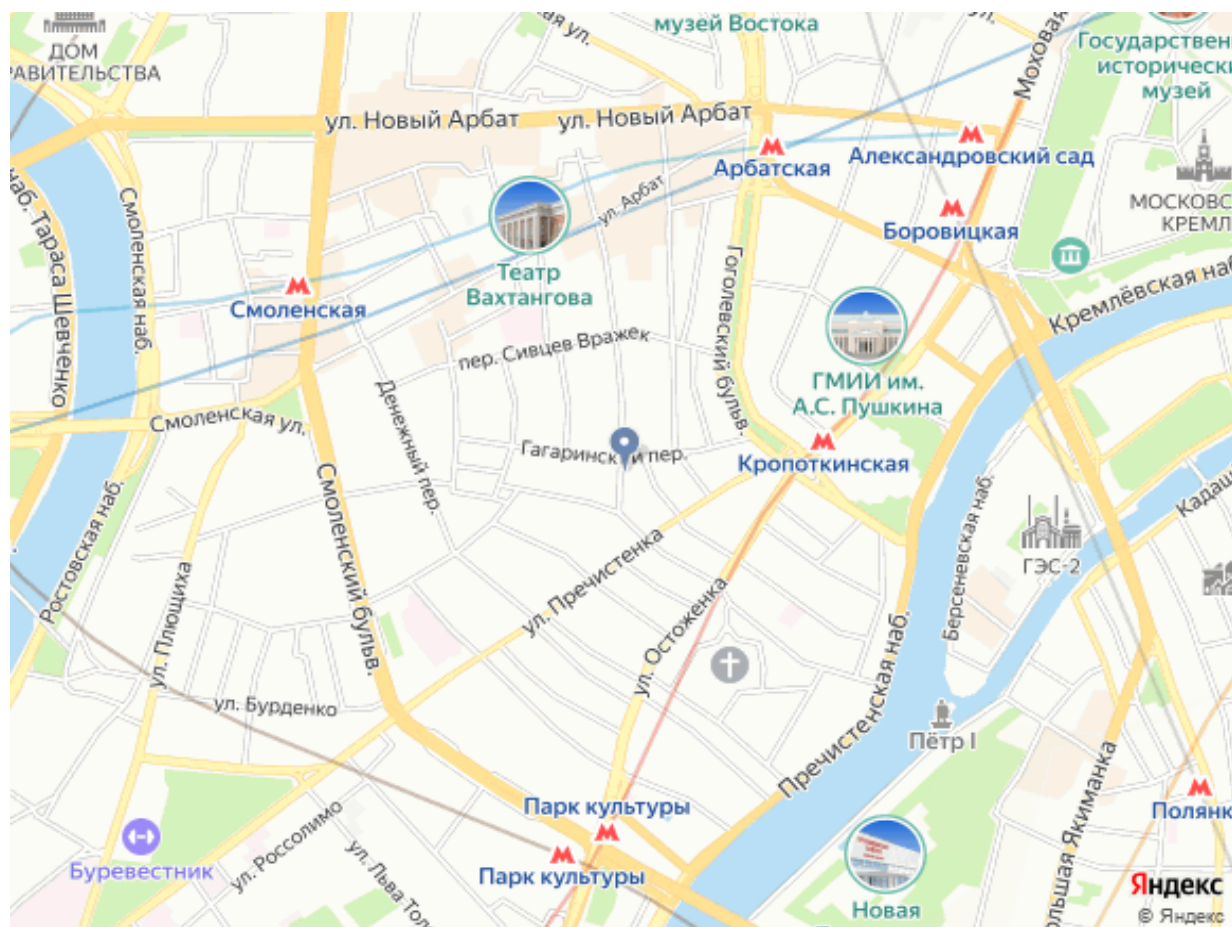 музей Востока
ДОМ
РАВИТЕЛЬСТВА
ул.
Моховая
Государствен
исторически
музей
ул. Новый Арбат
ул. Новый Арбат
Арбатская
Александровский сад
МОСКОВС
КРЕМЛ
наб. Тараса Шевченко
Смоленская наб.
ул. Арбат
Боровицкая
Театр
Вахтангова
Смоленская
Гоголевский бульв.
Кремлёвская наб
пер. Сивцев Вражек
ГМИИ им.
А.С. Пушкина
Денежный пер.
Смоленская ул.
Гагаринский пер.
Кропоткинская
Ростовская наб.
Смоленский бульв.
Берсеневская наб.
Кадаш
ГЭС-2
ул. Плющиха
ул. Пречистенка
ул. Остоженка
ул. Бурденко
Пречистенская наб.
Пётр I
Большая Якиманка
Полянк
Парк культуры
Парк культуры
Буревестник
ул. Россолимо
ул. Льва Тол
Новая
Яндекс
© Яндекс